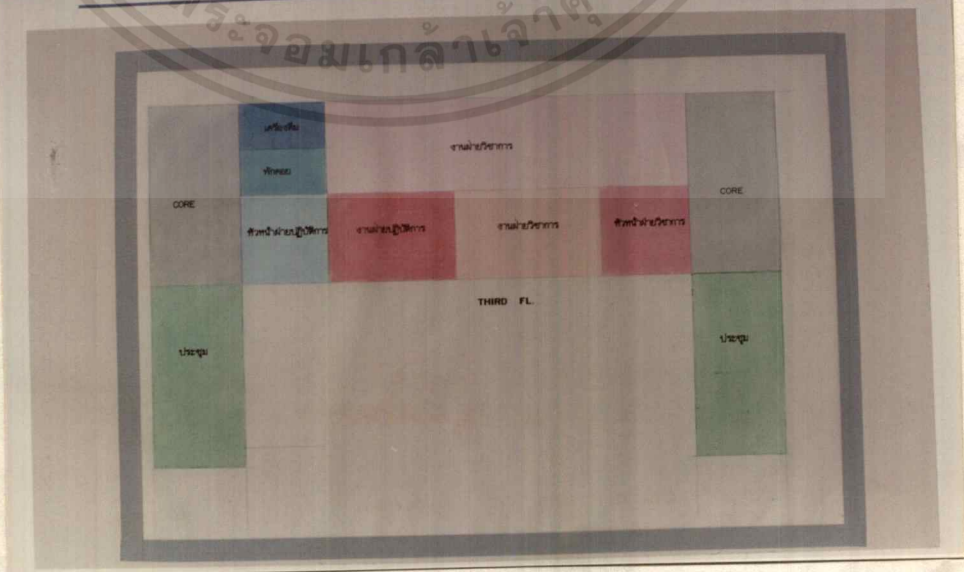 พระจอมเกล้าเจ้าคุ
เครื่องดื่ม
งานฝ่ายวิชาการ
พักคอย
CORE
CORE
หัวหน้าฝ่ายปฏิบัติการ
งานฝ่ายปฏิบัติการ
งานฝ่ายวิชาการ
หัวหน้าฝ่ายวิชาการ
THIRD FL.
ประชุม
ประชุม